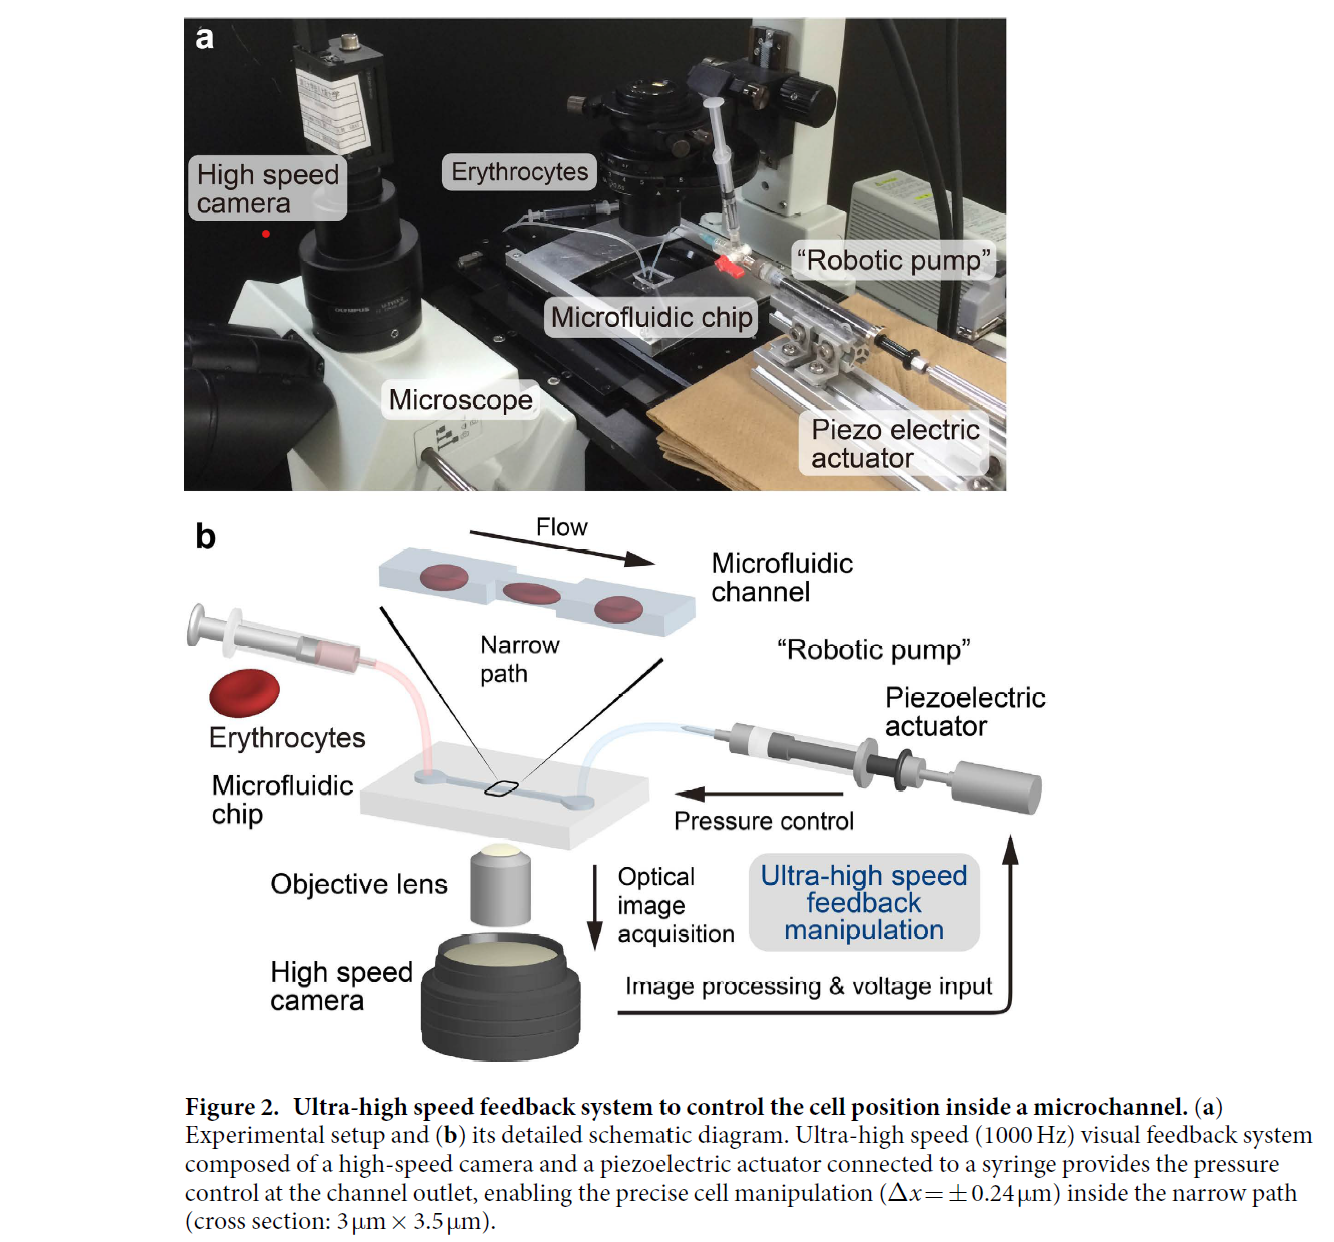 a
High speed
camera
Erythrocytes
"Robotic pump"
Microfluidic chip
OLYMPUS
Microscope
Piezo electric
actuator
b
Flow
Microfluidic
channel
Narrow
path
"Robotic pump"
Piezoelectric
actuator
Erythrocytes
Microfluidic
chip
Pressure control
Objective lens
Optical
image
acquisition
Ultra-high speed
feedback
manipulation
High speed
camera
Image processing & voltage input
Figure 2. Ultra-high speed feedback system to control the cell position inside a microchannel. (a)
Experimental setup and (b) its detailed schematic diagram. Ultra-high speed (1000 Hz) visual feedback system
composed of a high-speed camera and a piezoelectric actuator connected to a syringe provides the pressure
control at the channel outlet, enabling the precise cell manipulation (Δx = ± 0.24 μm) inside the narrow path
(cross section: 3 μm × 3.5 μm).